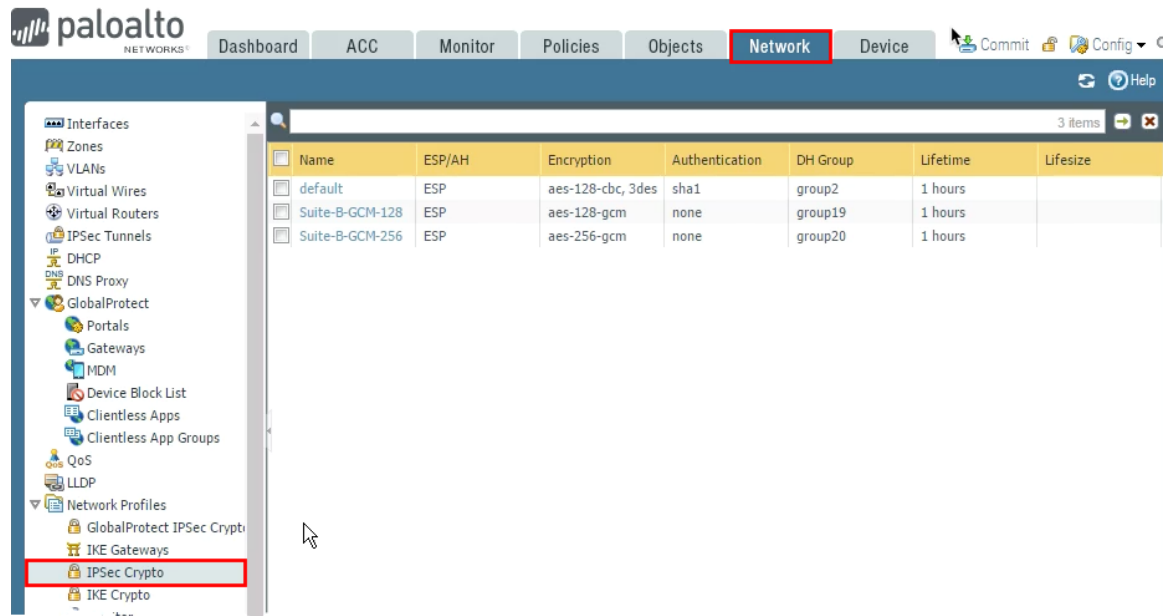 paloalto
NETWORKS®
Dashboard ACC Monitor Policies Objects Network Device Commit Config
Help
Interfaces
Zones
VLANs
Virtual Wires
Virtual Routers
IPSec Tunnels
DHCP
DNS Proxy
GlobalProtect
Portals
Gateways
MDM
Device Block List
Clientless Apps
Clientless App Groups
QoS
LLDP
Network Profiles
GlobalProtect IPSec Crypt
IKE Gateways
IPSec Crypto
IKE Crypto
3 items
Name ESP/AH Encryption Authentication DH Group Lifetime Lifesize
default ESP aes-128-cbc, 3des sha1 group2 1 hours
Suite-B-GCM-128 ESP aes-128-gcm none group19 1 hours
Suite-B-GCM-256 ESP aes-256-gcm none group20 1 hours